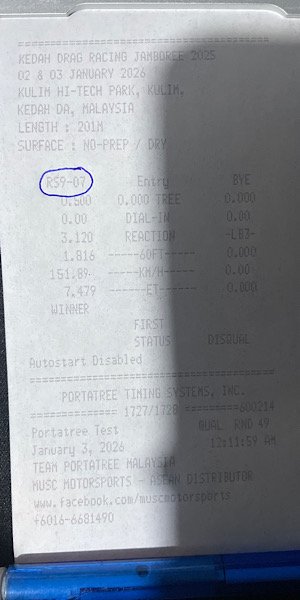 ===================================
KEDAH DRAG RACING JAMBOREE 2025
02 & 03 JANUARY 2026
KULIM HI-TECH PARK, KULIM,
KEDAH DA, MALAYSIA
LENGTH : 201M
SURFACE : NO-PREP / DRY
RS9-07 Entry BYE
0.500 0.000 TREE 0.000
0.00 DIAL-IN 0.00
3.120 REACTION -LBJ-
1.816 -----60FT----- 0.000
151.89 -----KM/H----- 0.00
7.479 ------ET------ 0.000
WINNER
FIRST
STATUS DISQUAL
Autostart Disabled
===================================
PORTATREE TIMING SYSTEMS, INC.
============== 1727/1728 =========600214
Portatree Test QUAL RND 49
January 3, 2026 12:11:59 AM
TEAM PORTATREE MALAYSIA
MUSC MOTORSPORTS - ASEAN DISTRIBUTOR
www.facebook.com/muscmotorsports
+6016-6681490